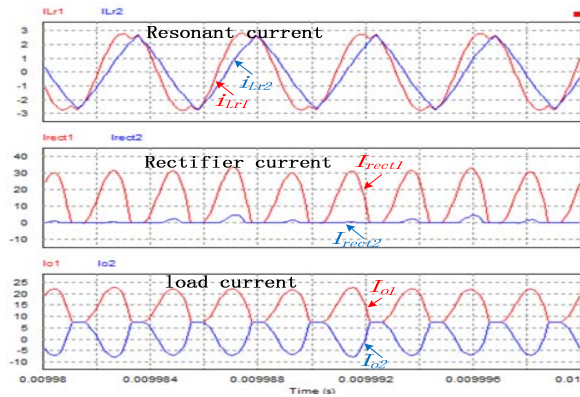 ILr1 ILr2
Resonant current
3
2
1
0
-1
-2
-3
iLr2
iLr1
Irect1 Irect2
Rectifier current
40
30
20
10
0
-10
Irect1
Irect2
Io1 Io2
load current
25
20
15
10
5
0
-5
-10
Io1
Io2
0.00998 0.009984 0.009988 0.009992 0.009996 0.01
Time (s)